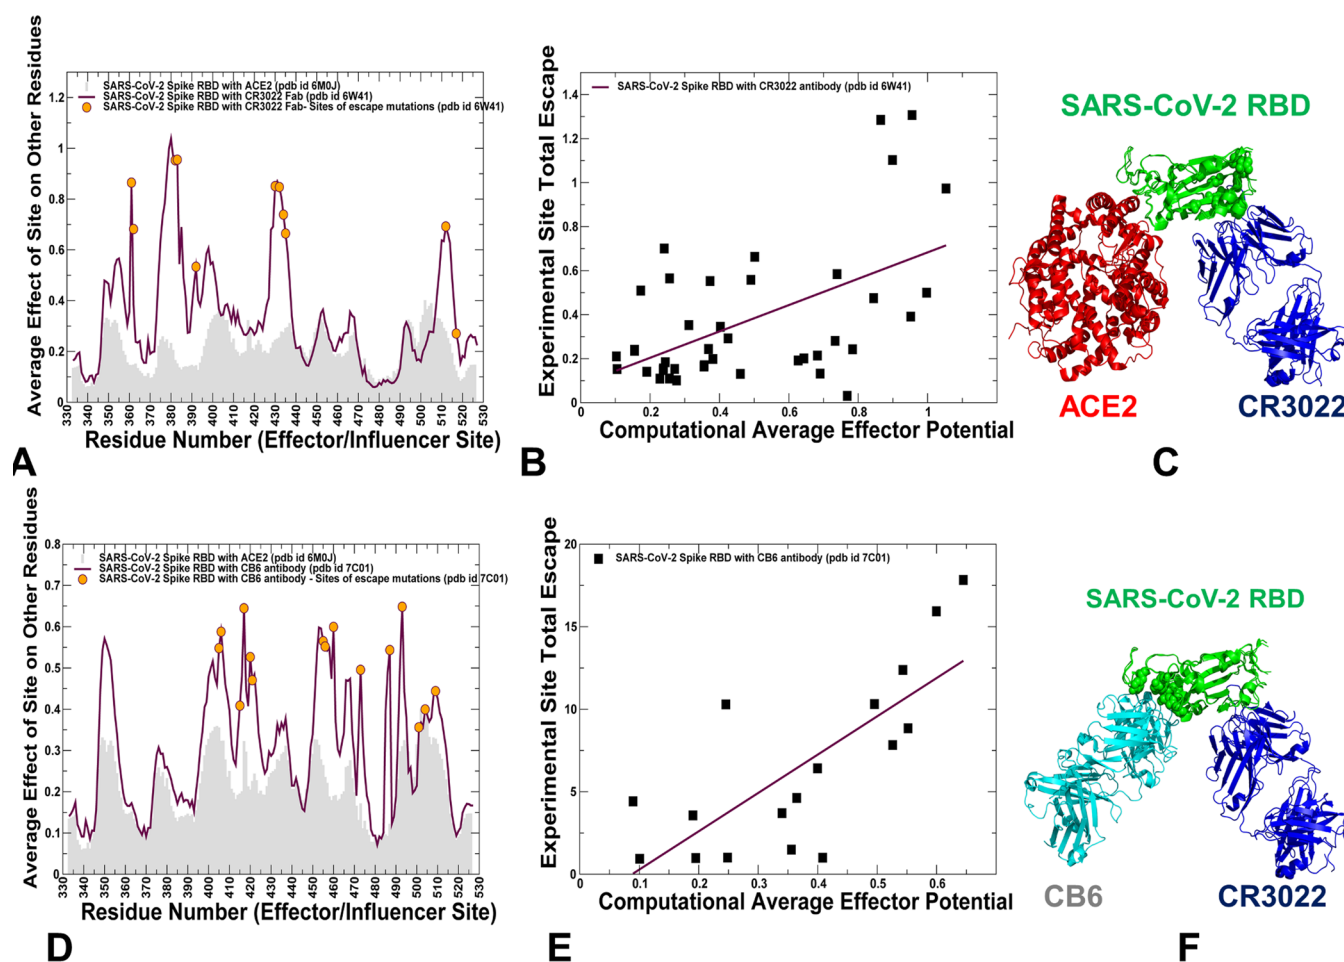 Average Effect of Site on Other Residues
SARS-CoV-2 Spike RBD with ACE2 (pdb id 6M0J)
SARS-CoV-2 Spike RBD with CR3022 Fab (pdb id 6W41)
SARS-CoV-2 Spike RBD with CR3022 Fab- Sites of escape mutations (pdb id 6W41)
1.2
1
0.8
0.6
0.4
0.2
0
330 340 350 360 370 380 390 400 410 420 430 440 450 460 470 480 490 500 510 520 530
Residue Number (Effector/Influencer Site)
A
Experimental Site Total Escape
SARS-CoV-2 Spike RBD with CR3022 antibody (pdb id 6W41)
1.4
1.2
1
0.8
0.6
0.4
0.2
0
0 0.2 0.4 0.6 0.8 1
Computational Average Effector Potential
B
SARS-CoV-2 RBD
ACE2
CR3022
C
Average Effect of Site on Other Residues
SARS-CoV-2 Spike RBD with ACE2 (pdb id 6M0J)
SARS-CoV-2 Spike RBD with CB6 antibody (pdb id 7C01)
SARS-CoV-2 Spike RBD with CB6 antibody - Sites of escape mutations (pdb id 7C01)
0.8
0.7
0.6
0.5
0.4
0.3
0.2
0.1
0
330 340 350 360 370 380 390 400 410 420 430 440 450 460 470 480 490 500 510 520 530
Residue Number (Effector/Influencer Site)
D
Experimental Site Total Escape
SARS-CoV-2 Spike RBD with CB6 antibody (pdb id 7C01)
20
15
10
5
0
0 0.1 0.2 0.3 0.4 0.5 0.6
Computational Average Effector Potential
E
SARS-CoV-2 RBD
CB6
CR3022
F